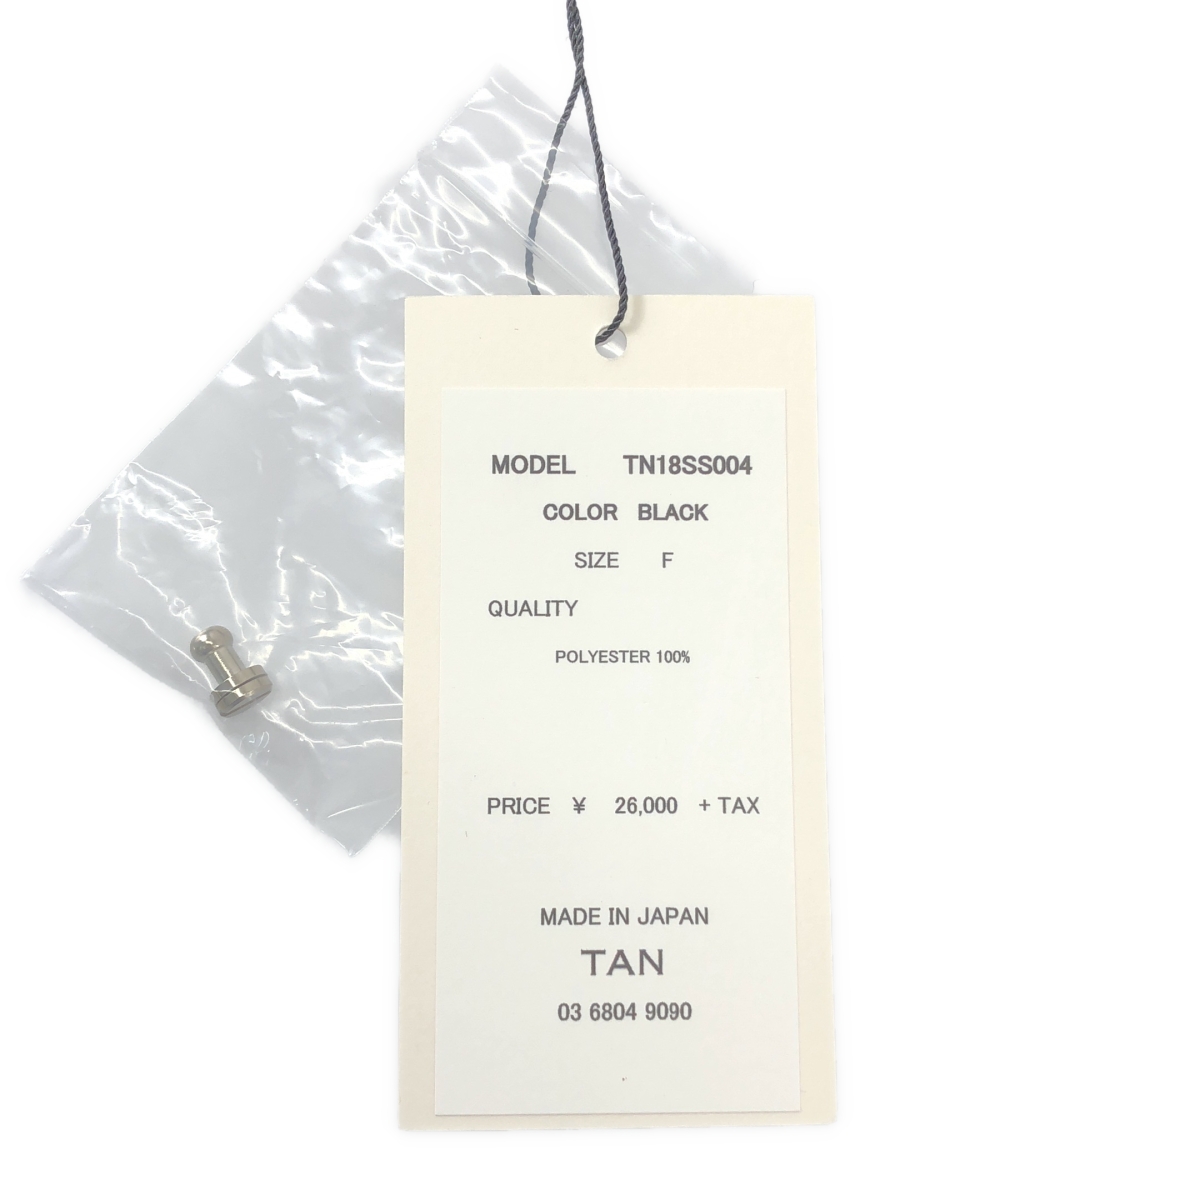 MODEL TN18SS004
COLOR BLACK
SIZE F
QUALITY
POLYESTER 100%
PRICE ¥ 26,000 + TAX
MADE IN JAPAN
TAN
03 6804 9090